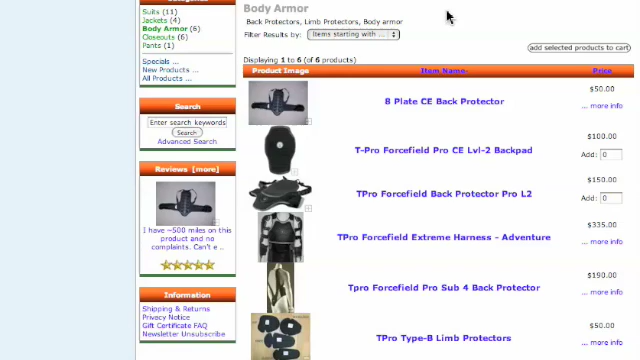 Suits (11)
Jackets (4)
Body Armor (6)
Closeouts (6)
Pants (1)
Specials ...
New Products ...
All Products ...
Search
Enter search keywords
Search
Advanced Search
Reviews [more]
I have ~500 miles on this
product and no
complaints. Can't e ..
Information
Shipping & Returns
Privacy Notice
Gift Certificate FAQ
Newsletter Unsubscribe
Body Armor
Back Protectors, Limb Protectors, Body armor
Filter Results by: Items starting with ...
add selected products to cart
Displaying 1 to 6 (of 6 products)
Product Image Item Name- Price
8 Plate CE Back Protector $50.00
... more info
T-Pro Forcefield Pro CE Lvl-2 Backpad $100.00
Add: 0
TPro Forcefield Back Protector Pro L2 $150.00
Add: 0
TPro Forcefield Extreme Harness - Adventure $335.00
... more info
Tpro Forcefield Pro Sub 4 Back Protector $190.00
... more info
TPro Type-B Limb Protectors $50.00
... more info